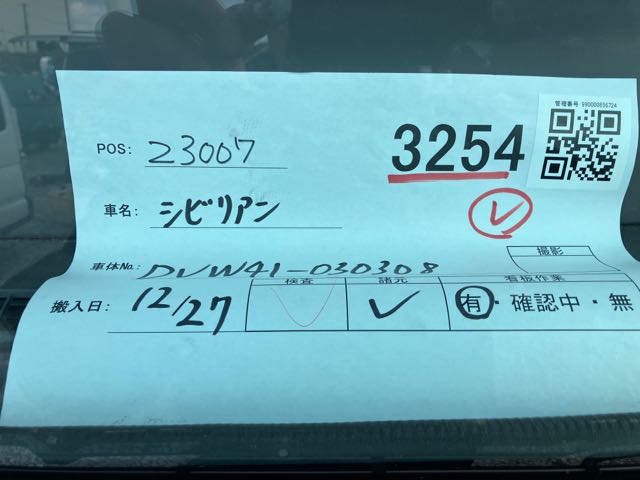 管理番号 590000656724
POS: 23007
3254
車名: シビリアン
撮影
車体No. DVW41-030308
検査 諸元 看板作業
搬入日: 12/27 有・確認中・無